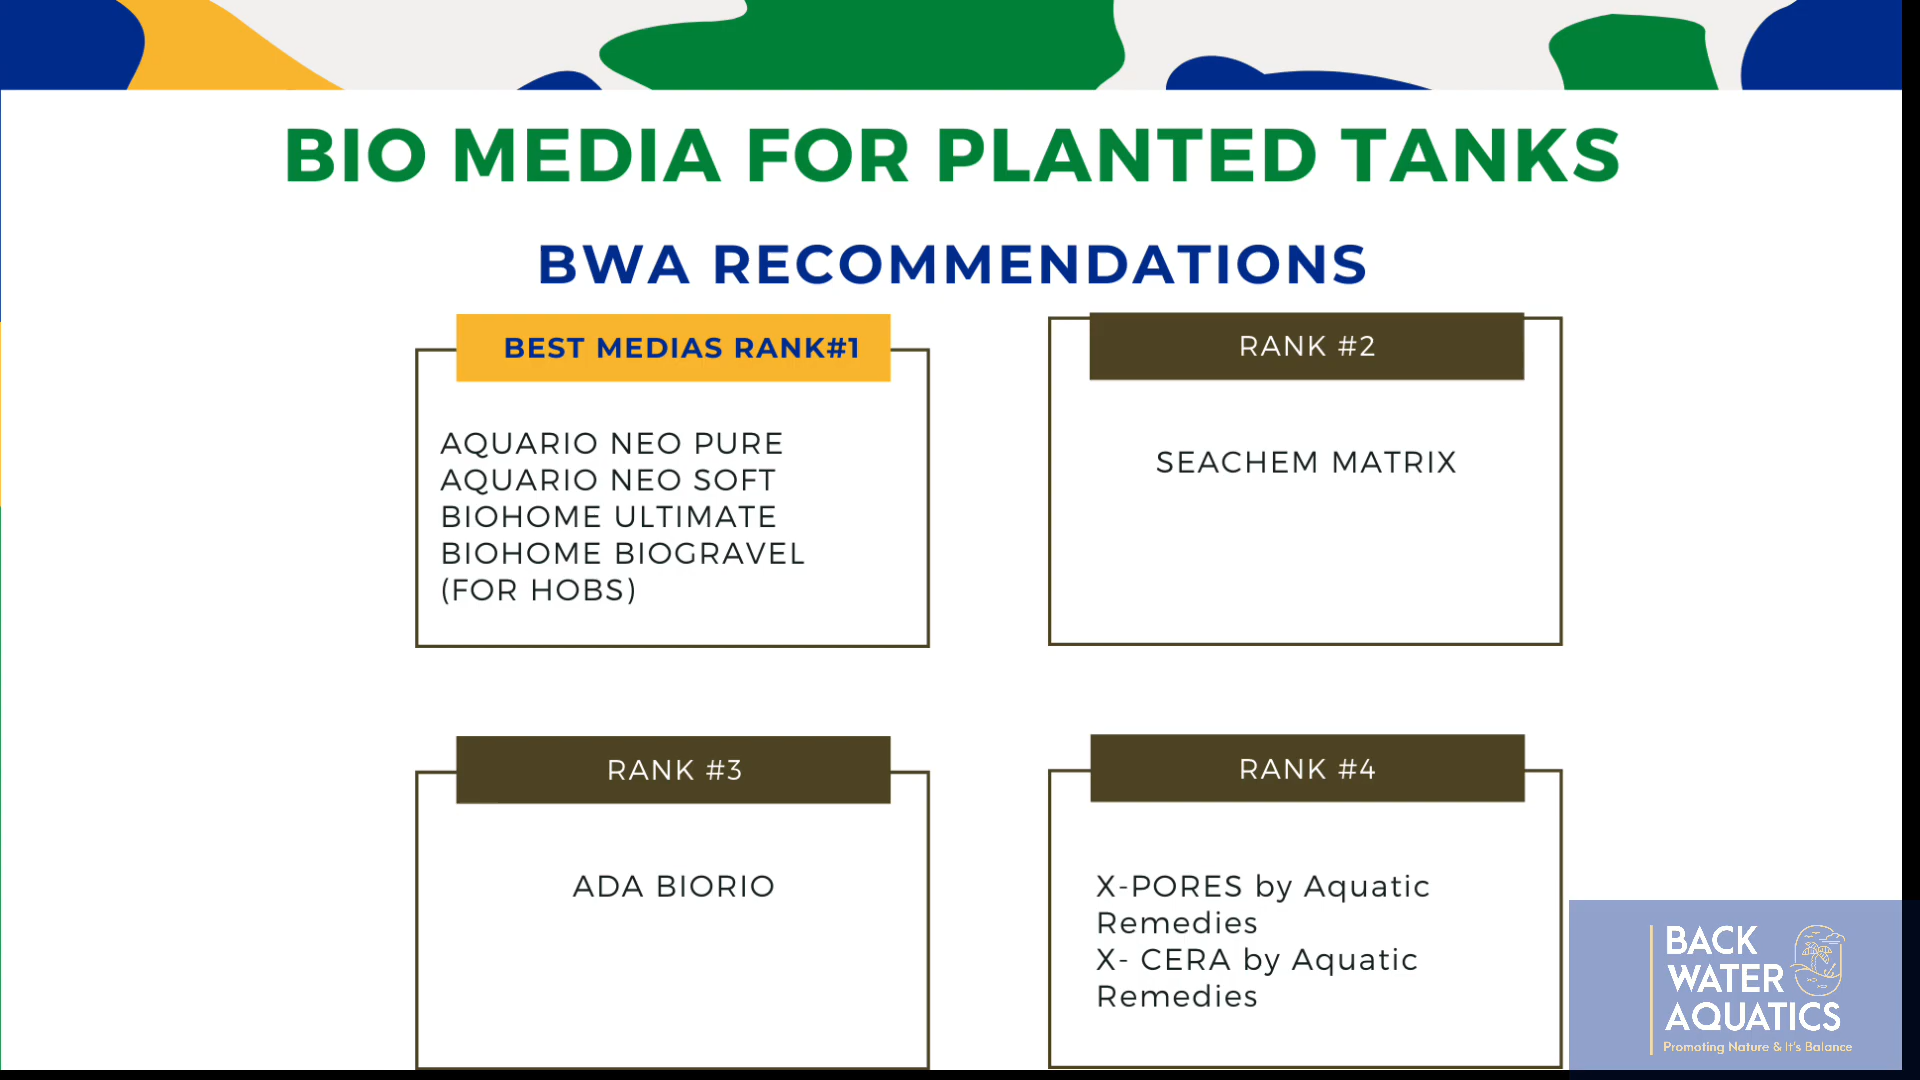 BIO MEDIA FOR PLANTED TANKS
BWA RECOMMENDATIONS
BEST MEDIAS RANK#1
AQUARIO NEO PURE
AQUARIO NEO SOFT
BIOHOME ULTIMATE
BIOHOME BIOGRAVEL
(FOR HOBS)
RANK #2
SEACHEM MATRIX
RANK #3
ADA BIORIO
RANK #4
X-PORES by Aquatic
Remedies
X- CERA by Aquatic
Remedies
BACK
WATER
AQUATICS
Promoting Nature & It's Balance